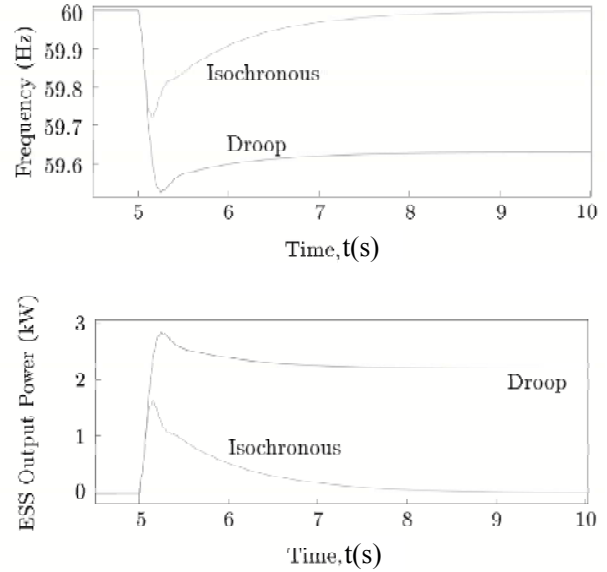 Frequency (Hz)
60
59.9
59.8
59.7
59.6
Isochronous
Droop
5 6 7 8 9 10
Time, t(s)
ESS Output Power (kW)
3
2
1
0
Droop
Isochronous
5 6 7 8 9 10
Time, t(s)